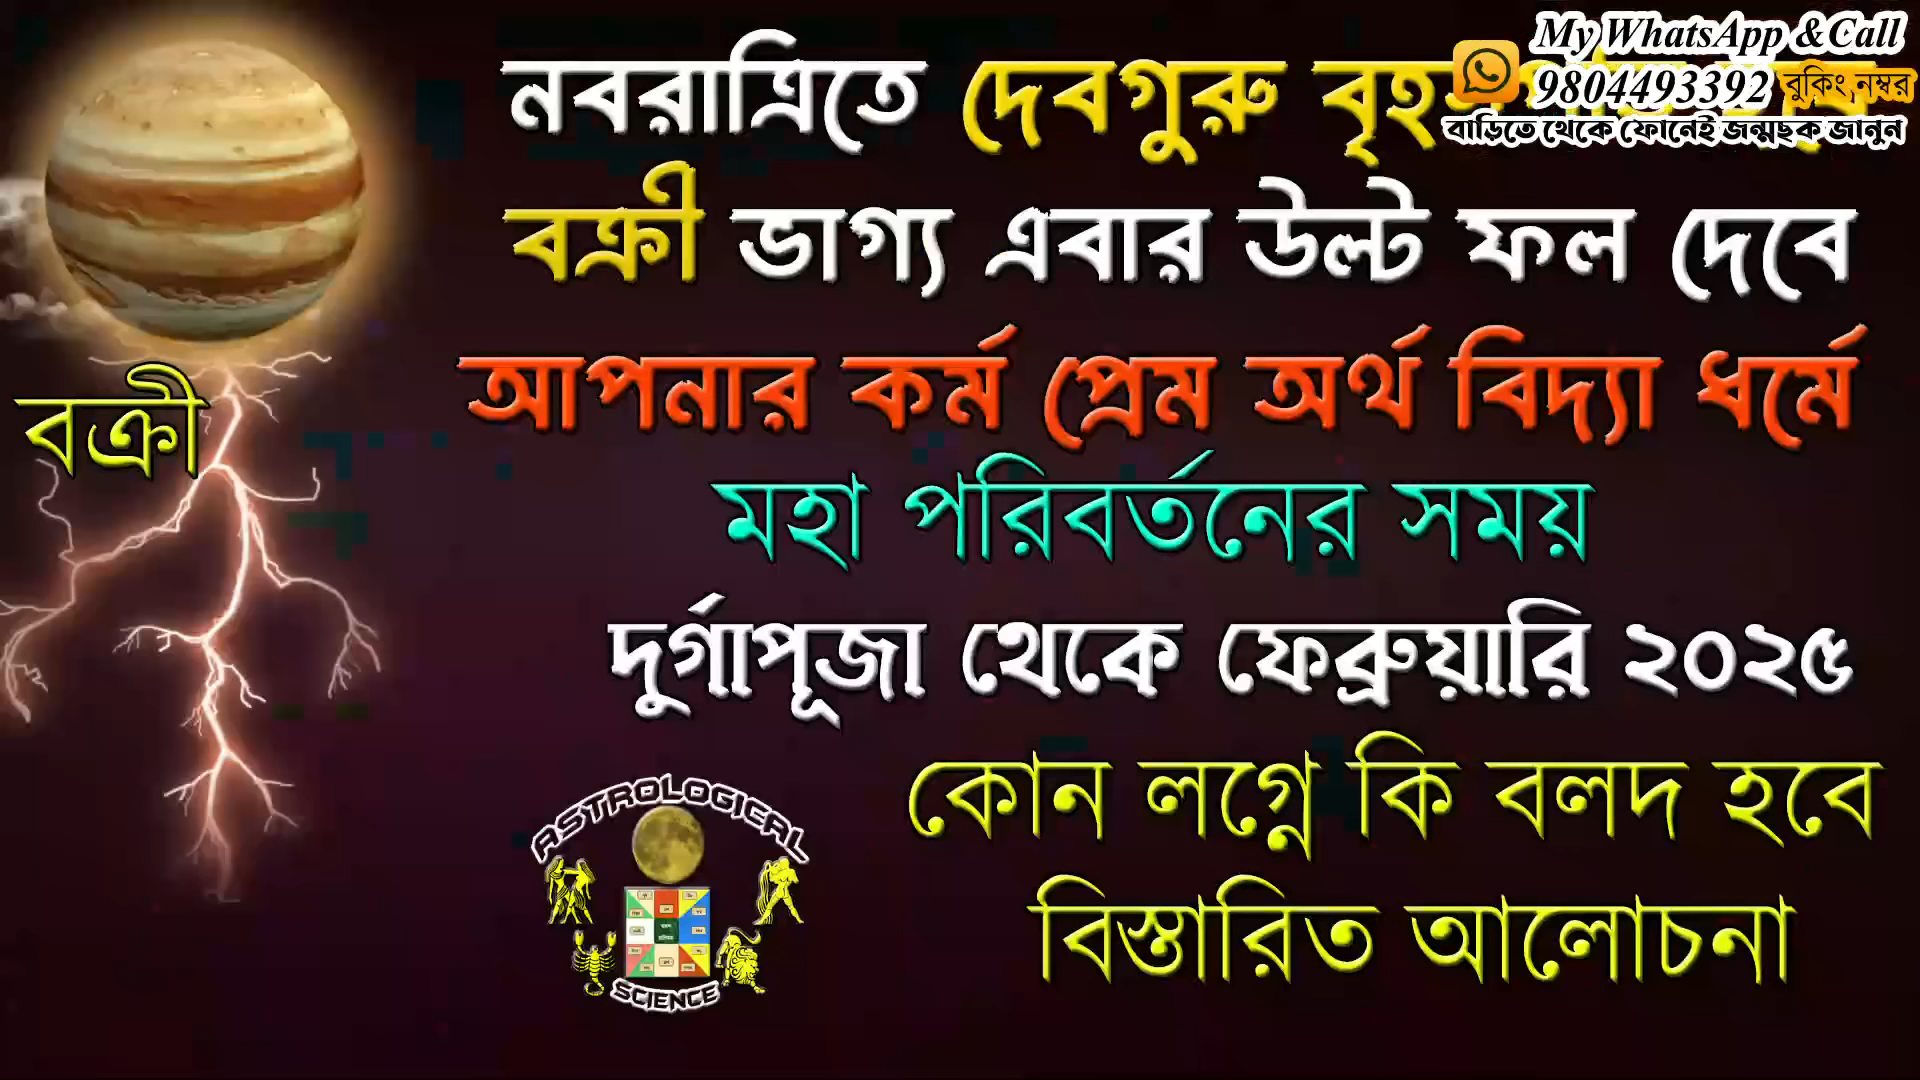 My WhatsApp & Call
9804493392 বুকিং নম্বর
বাড়িতে থেকে ফোনেই জন্মছক জানুন
নবরাত্রিতে দেবগুরু
বক্রী ভাগ্য এবার উল্ট ফল দেবে
আপনার কর্ম প্রেম অর্থ বিদ্যা ধর্মে
মহা পরিবর্তনের সময়
বক্রী
দুর্গাপূজা থেকে ফেব্রুয়ারি ২০২৫
কোন লগ্নে কি বলদ হবে
বিস্তারিত আলোচনা
ASTROLOGICAL
SCIENCE